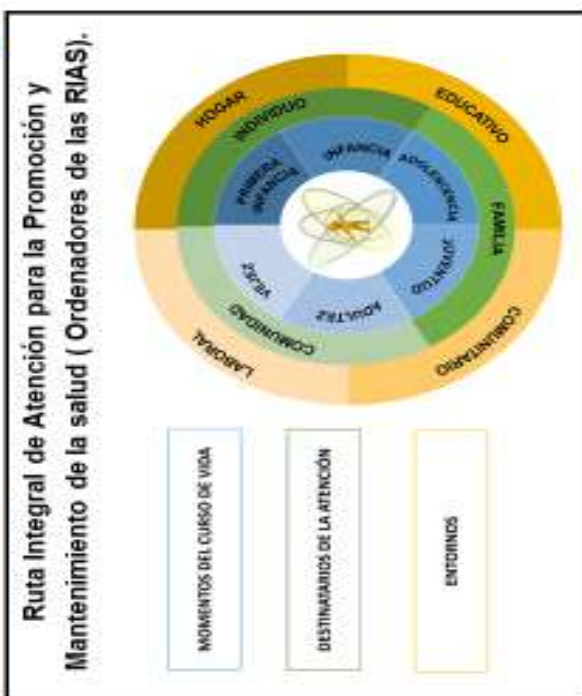 Ruta Integral de Atención para la Promoción y
Mantenimiento de la salud ( Ordenadores de las RIAS).
MOMENTOS DEL CURSO DE VIDA
DESTINATARIOS DE LA ATENCIÓN
ENTORNOS
HOGAR
EDUCATIVO
COMUNITARIO
LABORAL
INDIVIDUO
FAMILIA
COMUNIDAD
PRIMERA
INFANCIA
INFANCIA
ADOLESCENCIA
JUVENTUD
ADULTEZ
VEJEZ